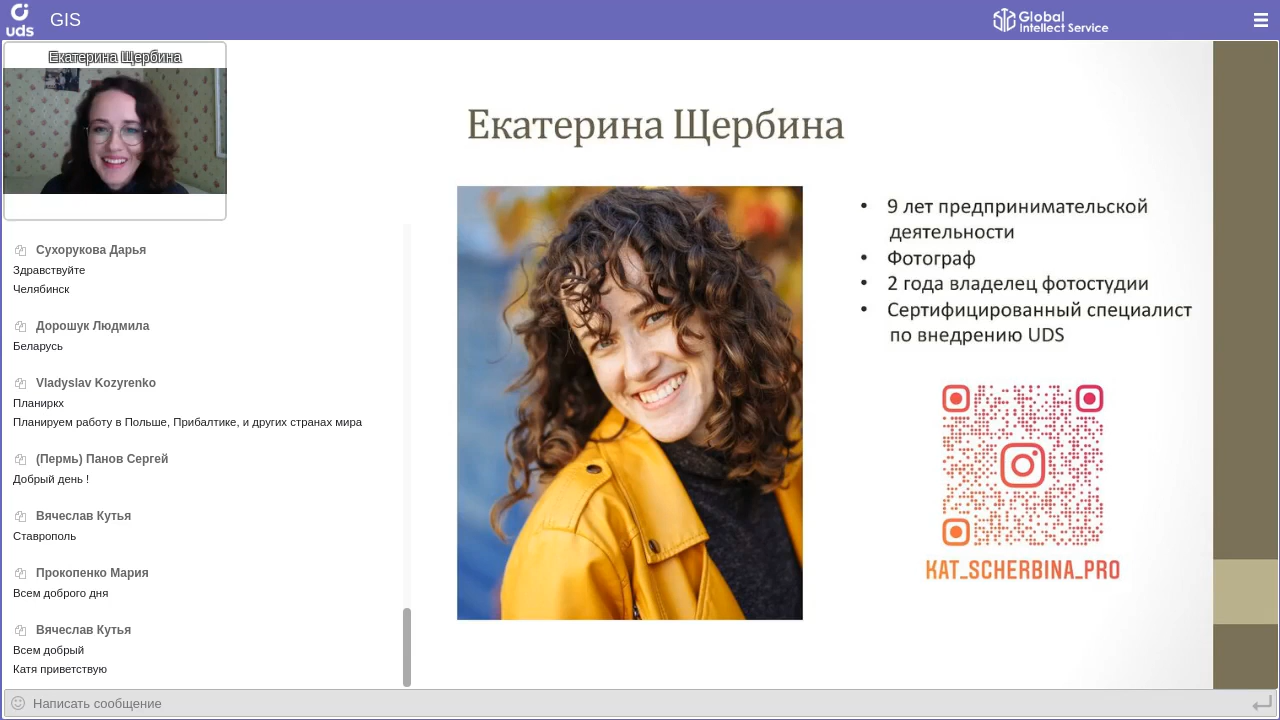 uds
GIS
Global
Intellect Service
Екатерина Щербина
Сухорукова Дарья
Здравствуйте
Челябинск
Дорошук Людмила
Беларусь
Vladyslav Kozyrenko
Планиркх
Планируем работу в Польше, Прибалтике, и других странах мира
(Пермь) Панов Сергей
Добрый день !
Вячеслав Кутья
Ставрополь
Прокопенко Мария
Всем доброго дня
Вячеслав Кутья
Всем добрый
Катя приветствую
Написать сообщение
Екатерина Щербина
• 9 лет предпринимательской
деятельности
• Фотограф
• 2 года владелец фотостудии
• Сертифицированный специалист
по внедрению UDS
KAT_SCHERBINA_PRO